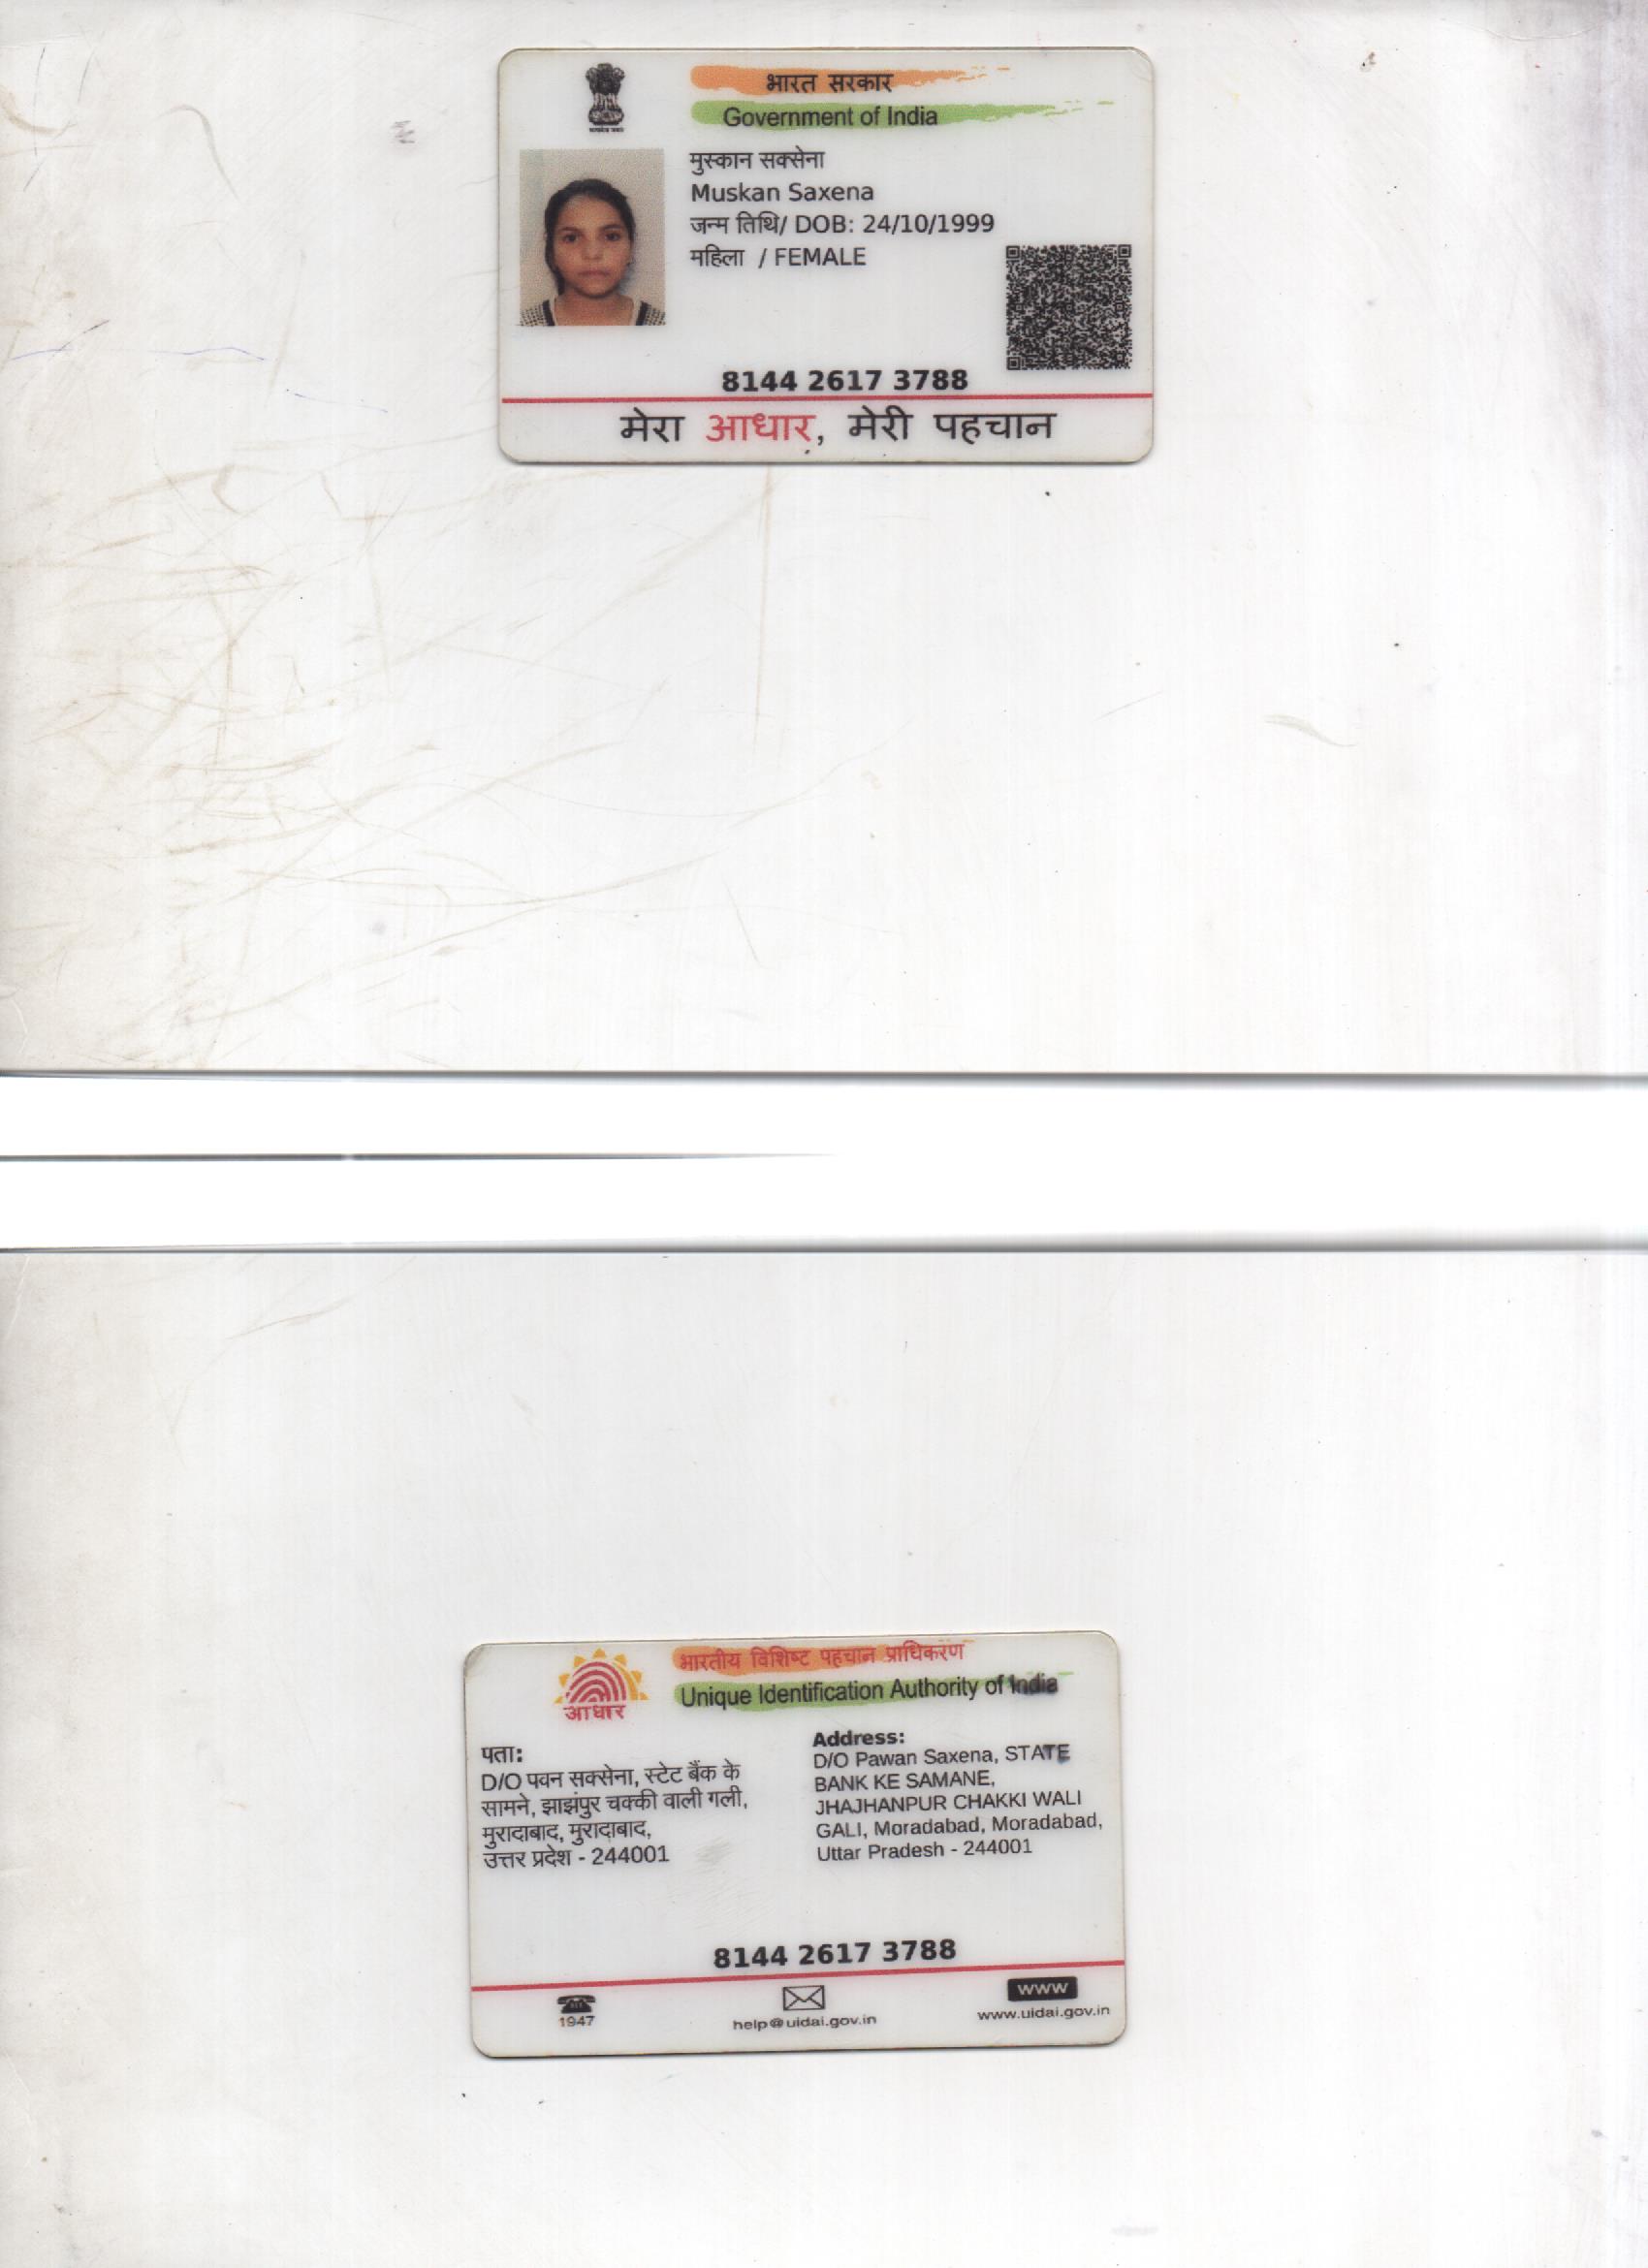 भारत सरकार
Government of India
मुस्कान सक्सेना
Muskan Saxena
जन्म तिथि/ DOB: 24/10/1999
महिला / FEMALE
8144 2617 3788
मेरा आधार, मेरी पहचान
भारतीय विशिष्ट पहचान प्राधिकरण
Unique Identification Authority of India
आधार
पता:
D/O पवन सक्सेना, स्टेट बैंक के
सामने, झाझंपुर चक्की वाली गली,
मुरादाबाद, मुरादाबाद,
उत्तर प्रदेश - 244001
Address:
D/O Pawan Saxena, STATE
BANK KE SAMANE,
JHAJHANPUR CHAKKI WALI
GALI, Moradabad, Moradabad,
Uttar Pradesh - 244001
8144 2617 3788
1947
help@uidai.gov.in
www
www.uidai.gov.in